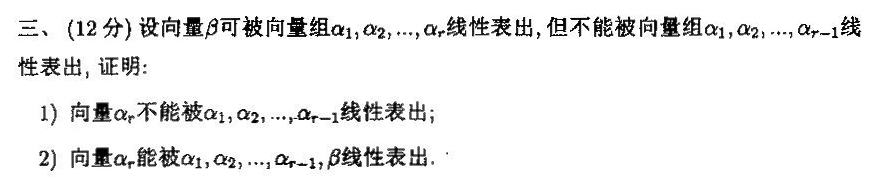 三、(12分) 设向量β可被向量组α₁, α₂, ..., αᵣ线性表出, 但不能被向量组α₁, α₂, ..., αᵣ₋₁线
性表出, 证明:
1) 向量αᵣ不能被α₁, α₂, ..., αᵣ₋₁线性表出;
2) 向量αᵣ能被α₁, α₂, ..., αᵣ₋₁, β线性表出.